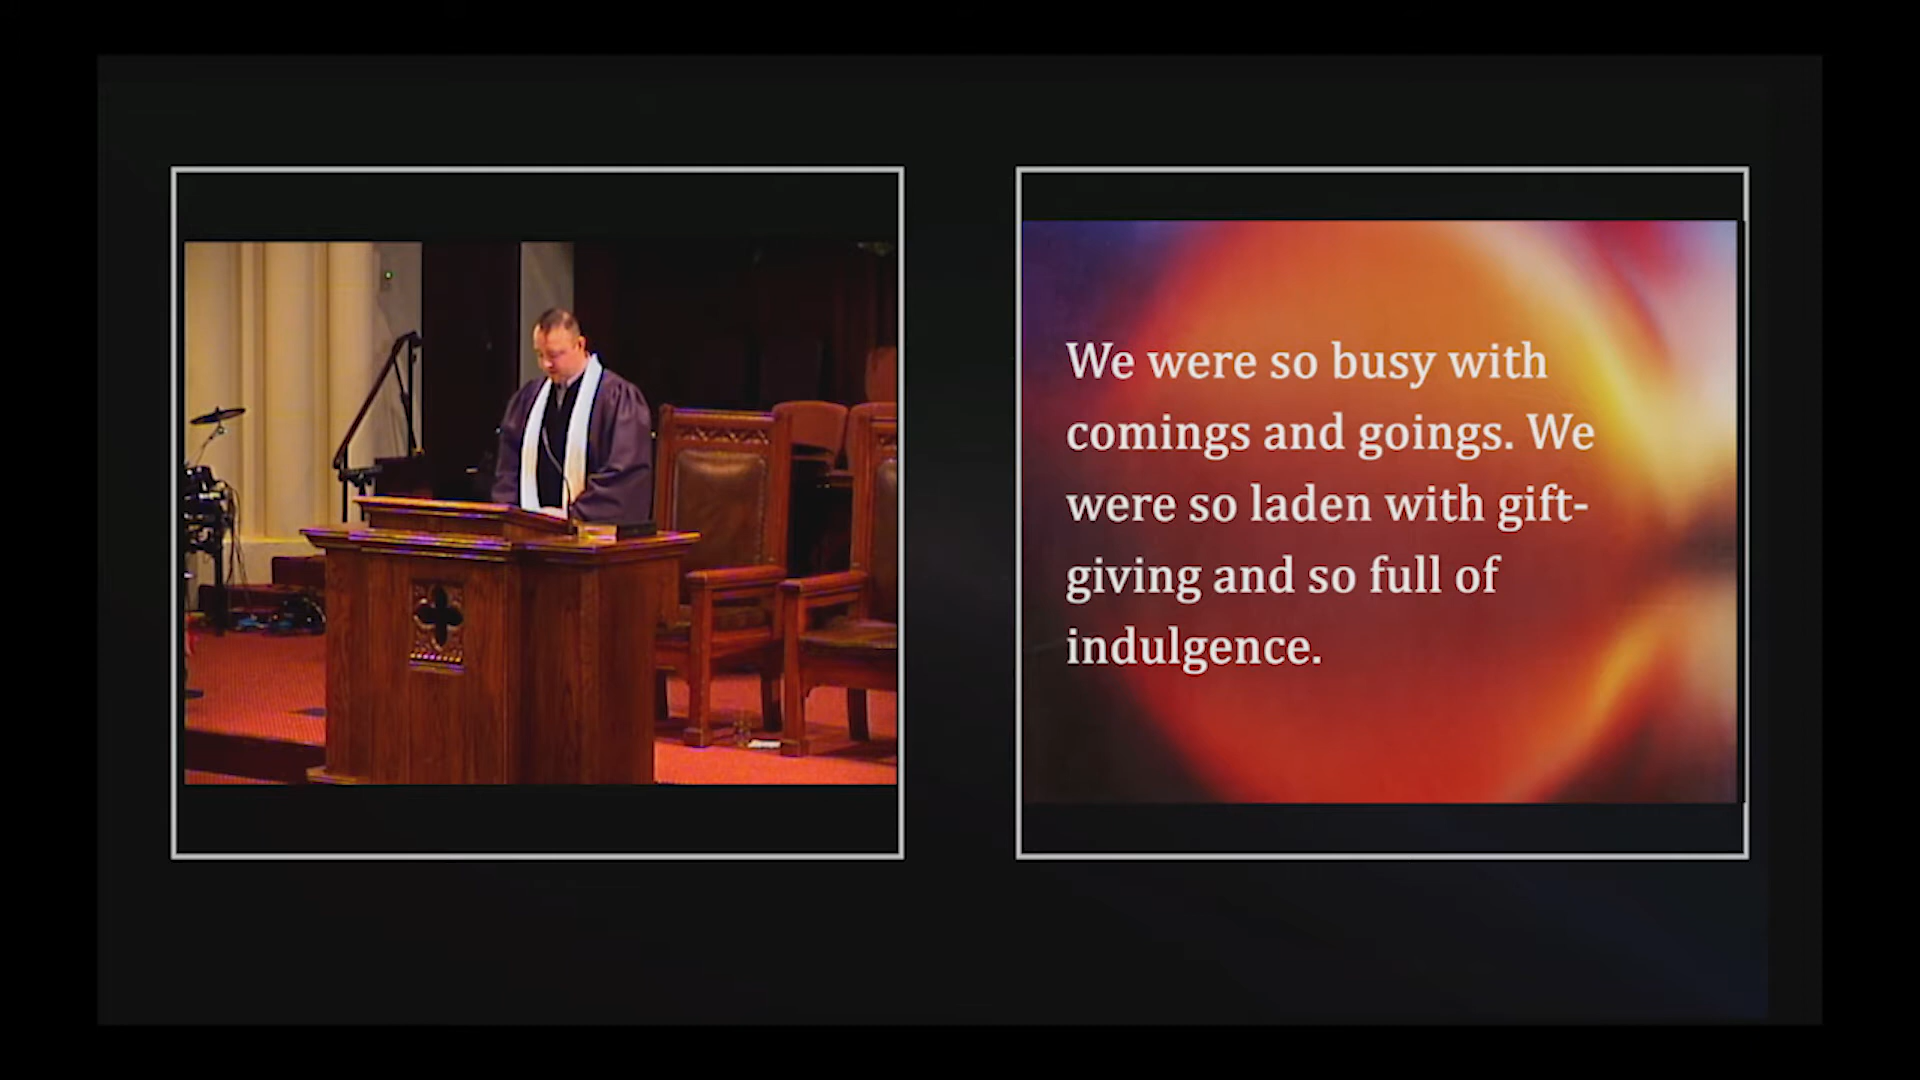 We were so busy with
comings and goings. We
were so laden with gift-
giving and so full of
indulgence.